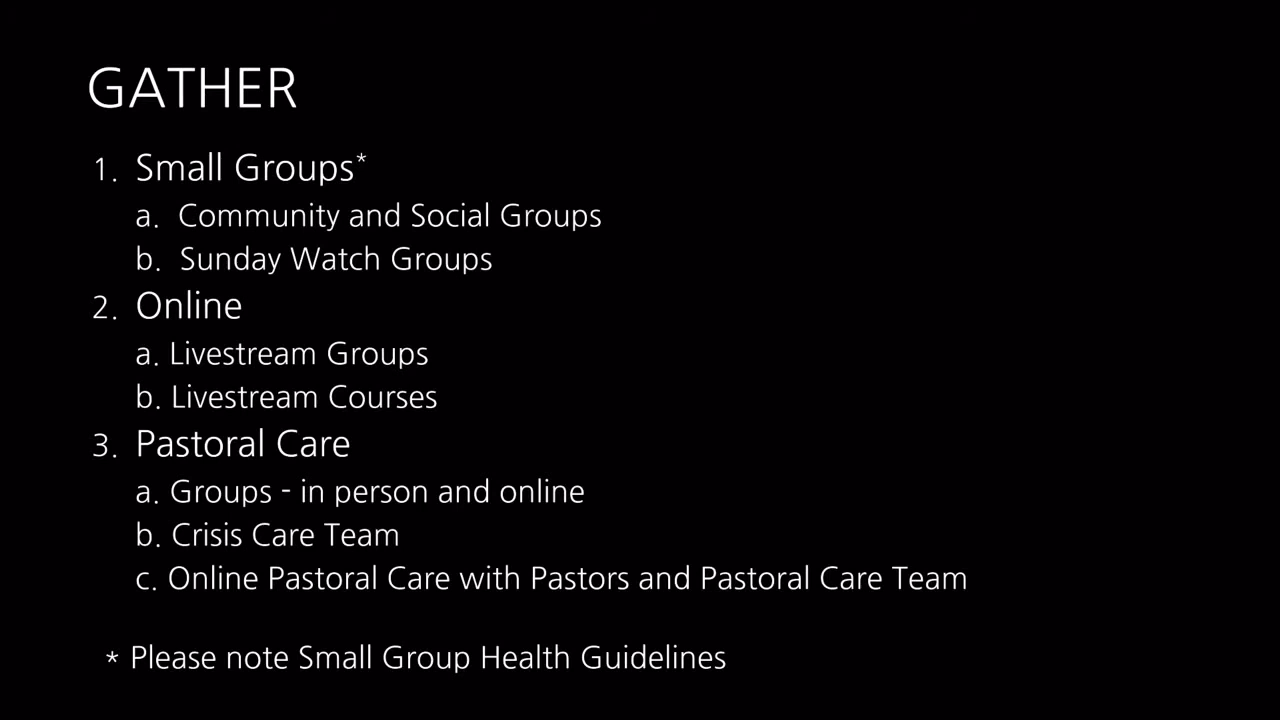 GATHER
1. Small Groups*
a. Community and Social Groups
b. Sunday Watch Groups
2. Online
a. Livestream Groups
b. Livestream Courses
3. Pastoral Care
a. Groups - in person and online
b. Crisis Care Team
c. Online Pastoral Care with Pastors and Pastoral Care Team
* Please note Small Group Health Guidelines